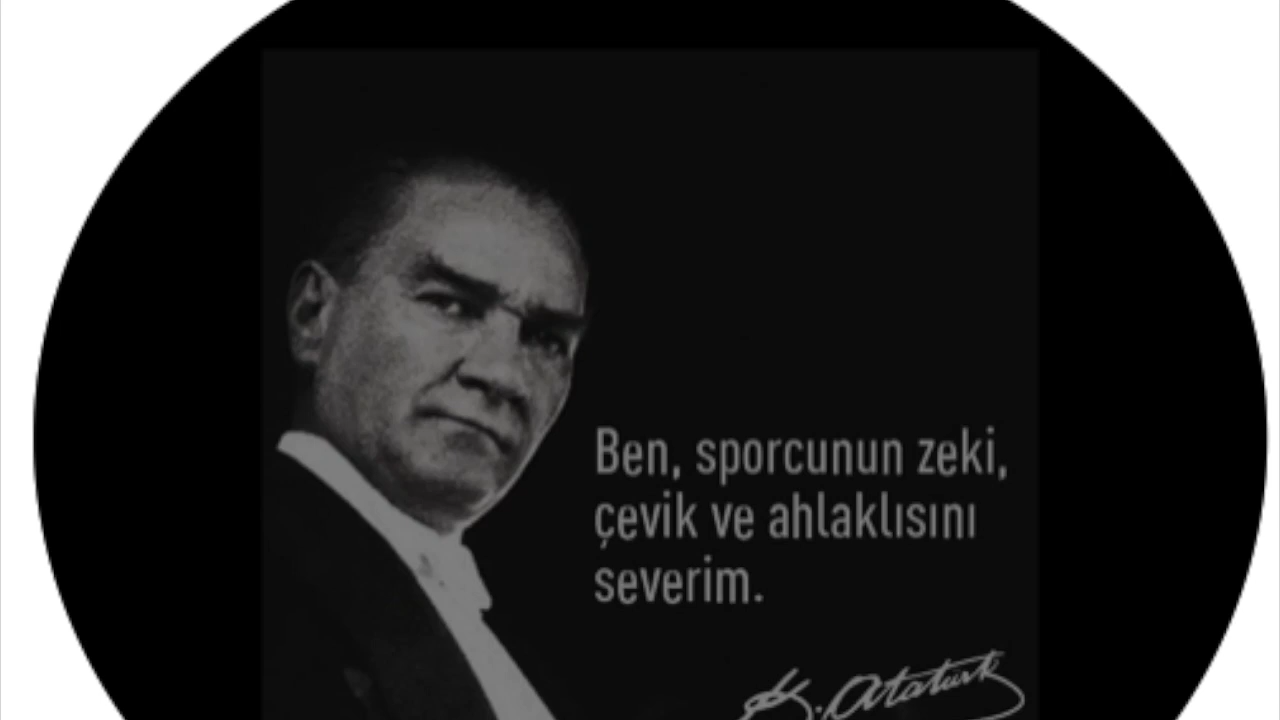 Ben, sporcunun zeki,
çevik ve ahlaklısını
severim.
K. Atatürk